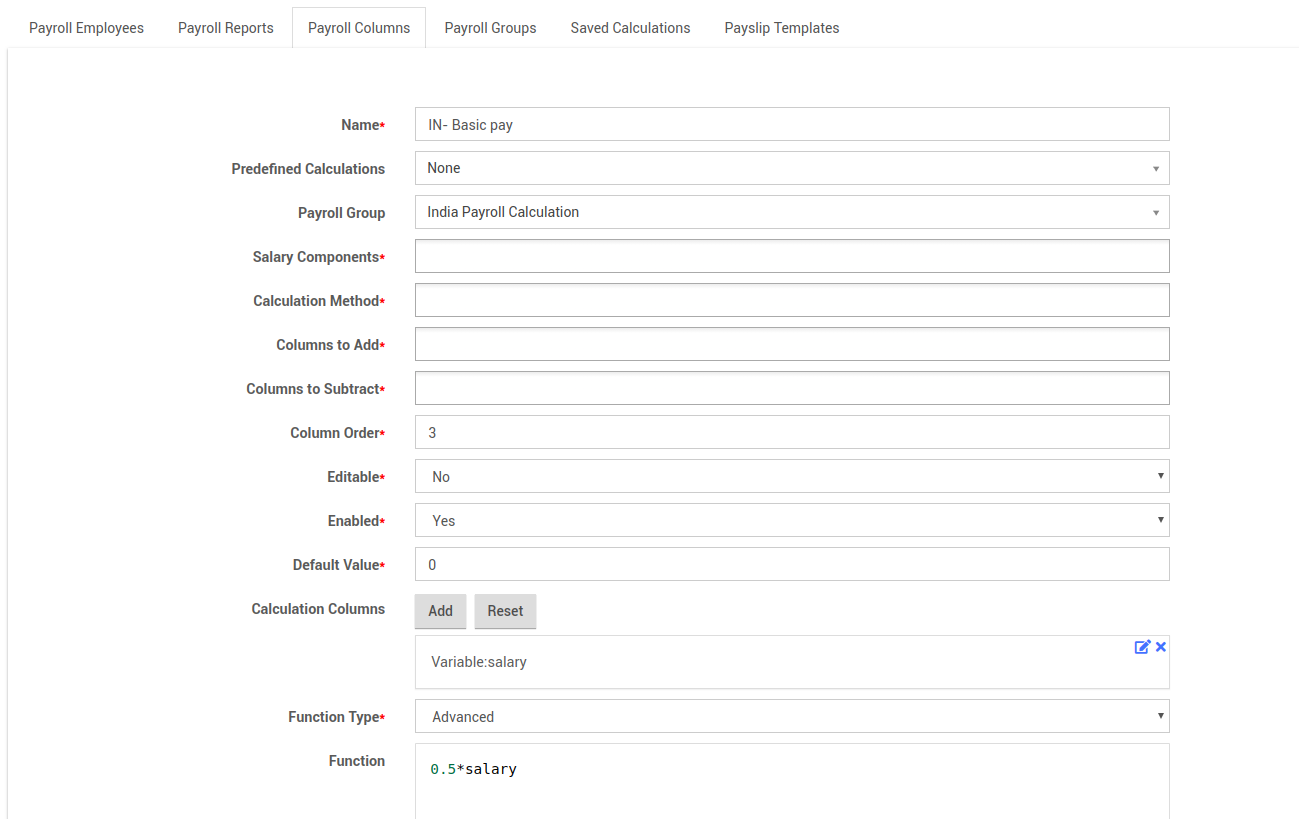 Payroll Employees Payroll Reports Payroll Columns Payroll Groups Saved Calculations Payslip Templates
Name* IN- Basic pay
Predefined Calculations None
Payroll Group India Payroll Calculation
Salary Components*
Calculation Method*
Columns to Add*
Columns to Subtract*
Column Order* 3
Editable* No
Enabled* Yes
Default Value* 0
Calculation Columns Add Reset
Variable:salary
Function Type* Advanced
Function 0.5*salary